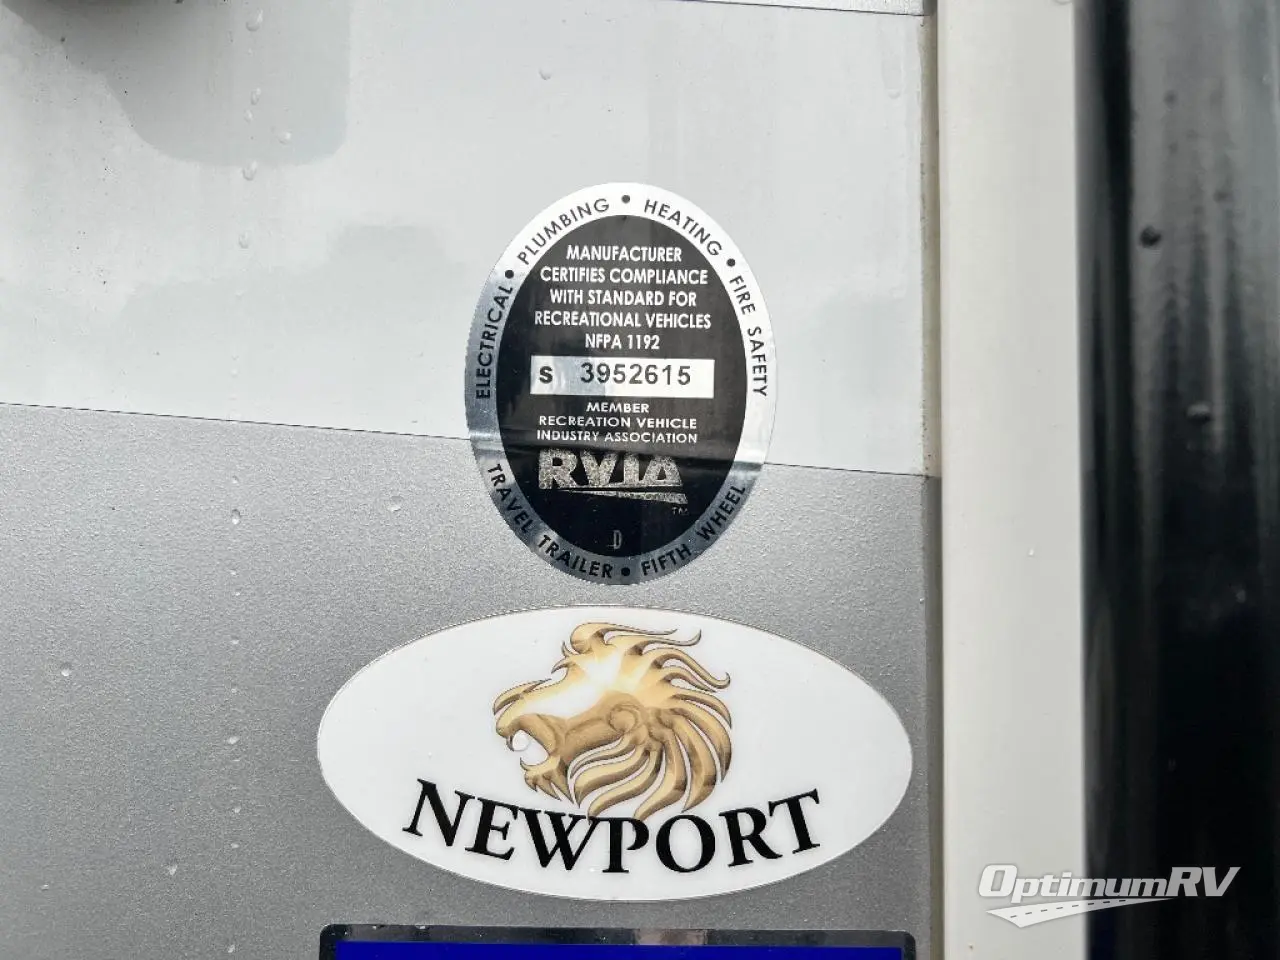 ELECTRICAL • PLUMBING • HEATING • FIRE SAFETY
MANUFACTURER
CERTIFIES COMPLIANCE
WITH STANDARD FOR
RECREATIONAL VEHICLES
NFPA 1192
S 3952615
MEMBER
RECREATION VEHICLE
INDUSTRY ASSOCIATION
RVIA
TM
D
TRAVEL TRAILER • FIFTH WHEEL
NEWPORT
OptimumRV